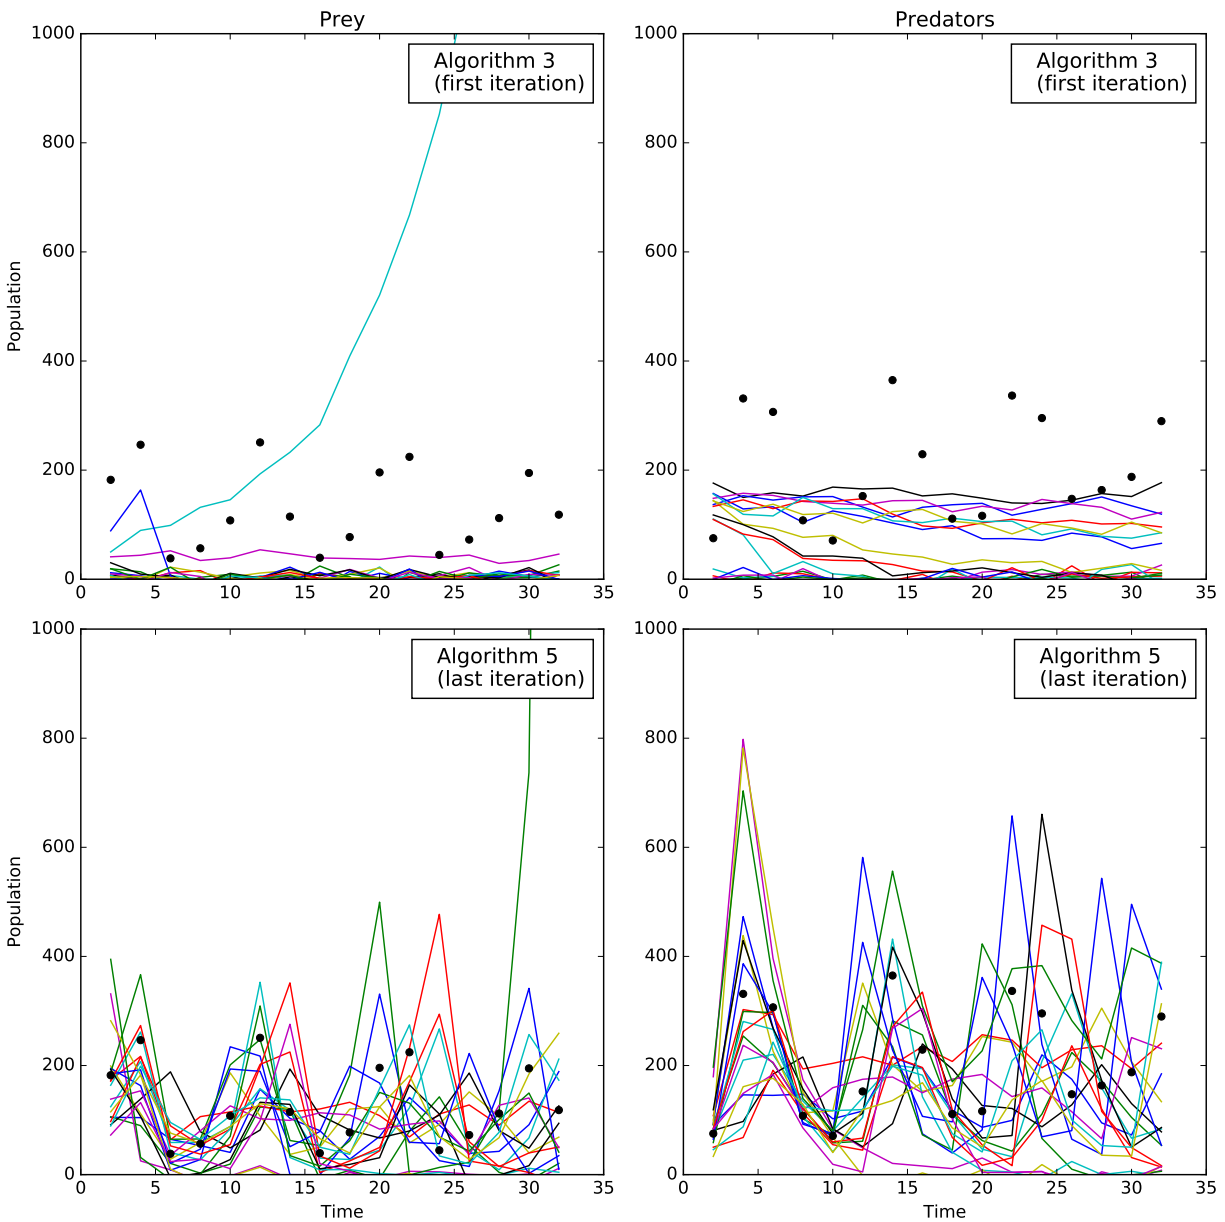 Prey
Predators
1000
800
600
400
200
0
Population
Algorithm 3
(first iteration)
0 5 10 15 20 25 30 35
1000
800
600
400
200
0
Algorithm 3
(first iteration)
0 5 10 15 20 25 30 35
1000
800
600
400
200
0
Population
Algorithm 5
(last iteration)
0 5 10 15 20 25 30 35
Time
1000
800
600
400
200
0
Algorithm 5
(last iteration)
0 5 10 15 20 25 30 35
Time